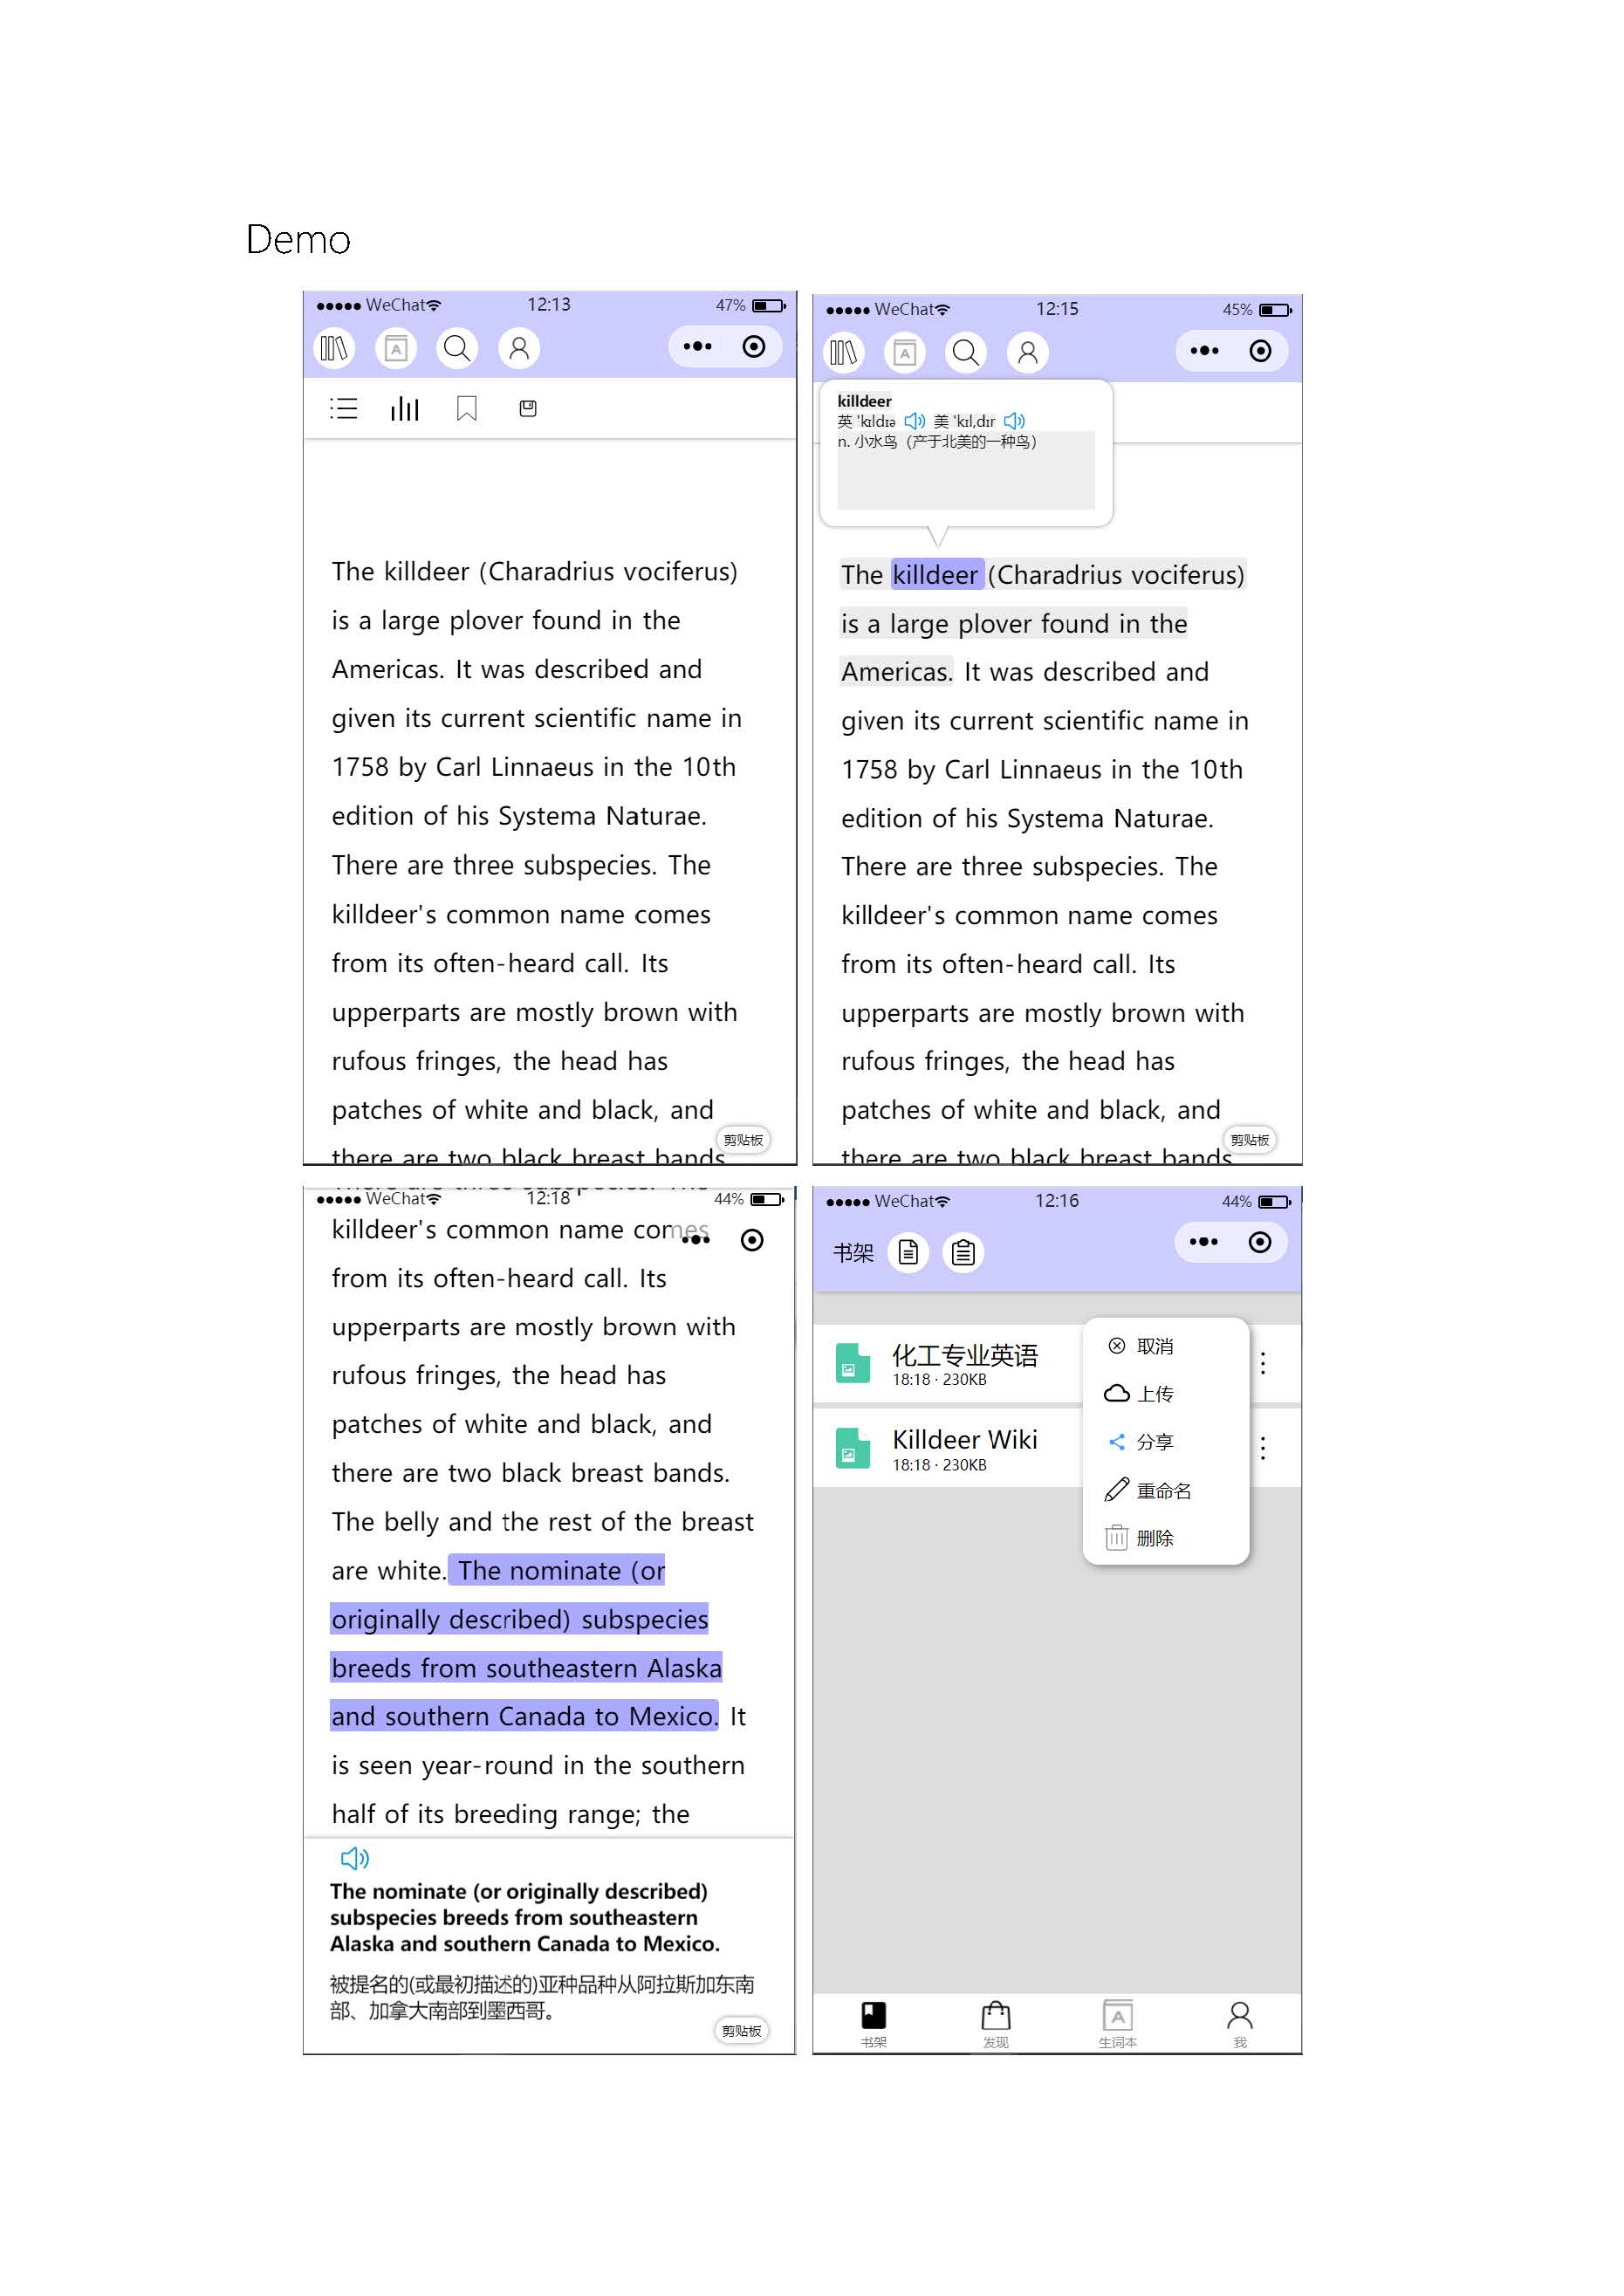 Demo
WeChat 12:13 47%
The killdeer (Charadrius vociferus)
is a large plover found in the
Americas. It was described and
given its current scientific name in
1758 by Carl Linnaeus in the 10th
edition of his Systema Naturae.
There are three subspecies. The
killdeer's common name comes
from its often-heard call. Its
upperparts are mostly brown with
rufous fringes, the head has
patches of white and black, and
there are two black breast bands
剪贴板
WeChat 12:15 45%
killdeer
英 'kɪldɪə 美 'kɪl,dɪr
n. 小水鸟（产于北美的一种鸟）
The killdeer (Charadrius vociferus)
is a large plover found in the
Americas. It was described and
given its current scientific name in
1758 by Carl Linnaeus in the 10th
edition of his Systema Naturae.
There are three subspecies. The
killdeer's common name comes
from its often-heard call. Its
upperparts are mostly brown with
rufous fringes, the head has
patches of white and black, and
there are two black breast bands
剪贴板
There are three subspecies. The
WeChat 12:18 44%
killdeer's common name comes
from its often-heard call. Its
upperparts are mostly brown with
rufous fringes, the head has
patches of white and black, and
there are two black breast bands.
The belly and the rest of the breast
are white. The nominate (or
originally described) subspecies
breeds from southeastern Alaska
and southern Canada to Mexico. It
is seen year-round in the southern
half of its breeding range; the
The nominate (or originally described)
subspecies breeds from southeastern
Alaska and southern Canada to Mexico.
被提名的(或最初描述的)亚种品种从阿拉斯加东南
部、加拿大南部到墨西哥。
剪贴板
WeChat 12:16 44%
书架
化工专业英语
18:18 · 230KB
Killdeer Wiki
18:18 · 230KB
取消
上传
分享
重命名
删除
书架 发现 生词本 我